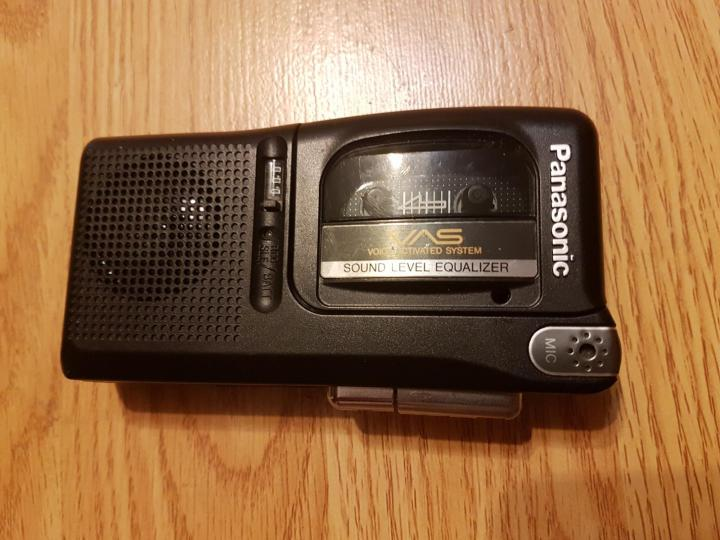 Panasonic
VAS
VOICE ACTIVATED SYSTEM
SOUND LEVEL EQUALIZER
MIC